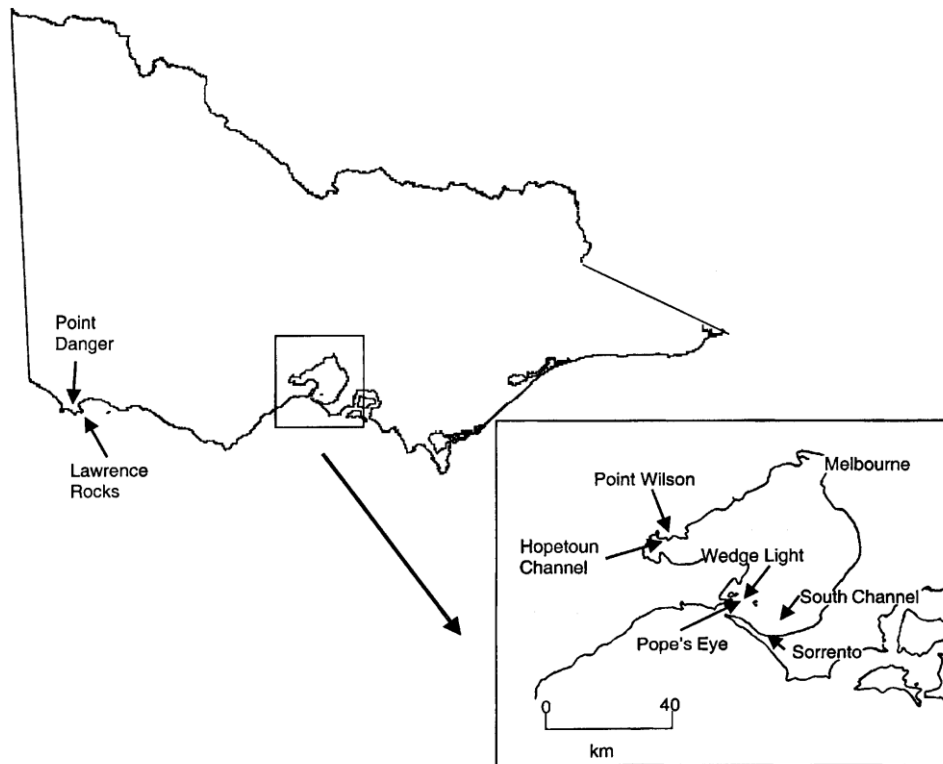 Point
Danger
Lawrence
Rocks
Melbourne
Point Wilson
Hopetoun
Channel
Wedge Light
South Channel
Pope's Eye
Sorrento
0
40
km